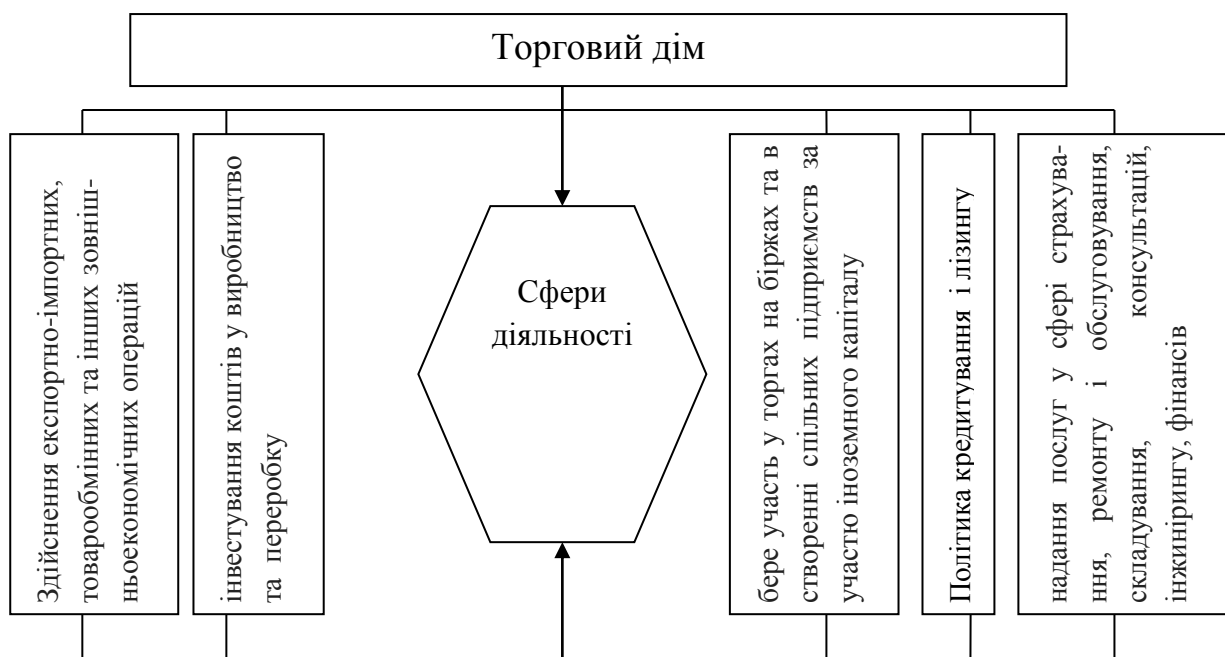 Торговий дім
Здійснення експортно-імпортних,
товарообмінних та інших зовніш-
ньоекономічних операцій
інвестування коштів у виробництво
та переробку
Сфери
діяльності
бере участь у торгах на біржах та в
створенні спільних підприємств за
участю іноземного капіталу
Політика кредитування і лізингу
надання послуг у сфері страхува-
ння, ремонту і обслуговування,
складування, консультацій,
інжинірингу, фінансів